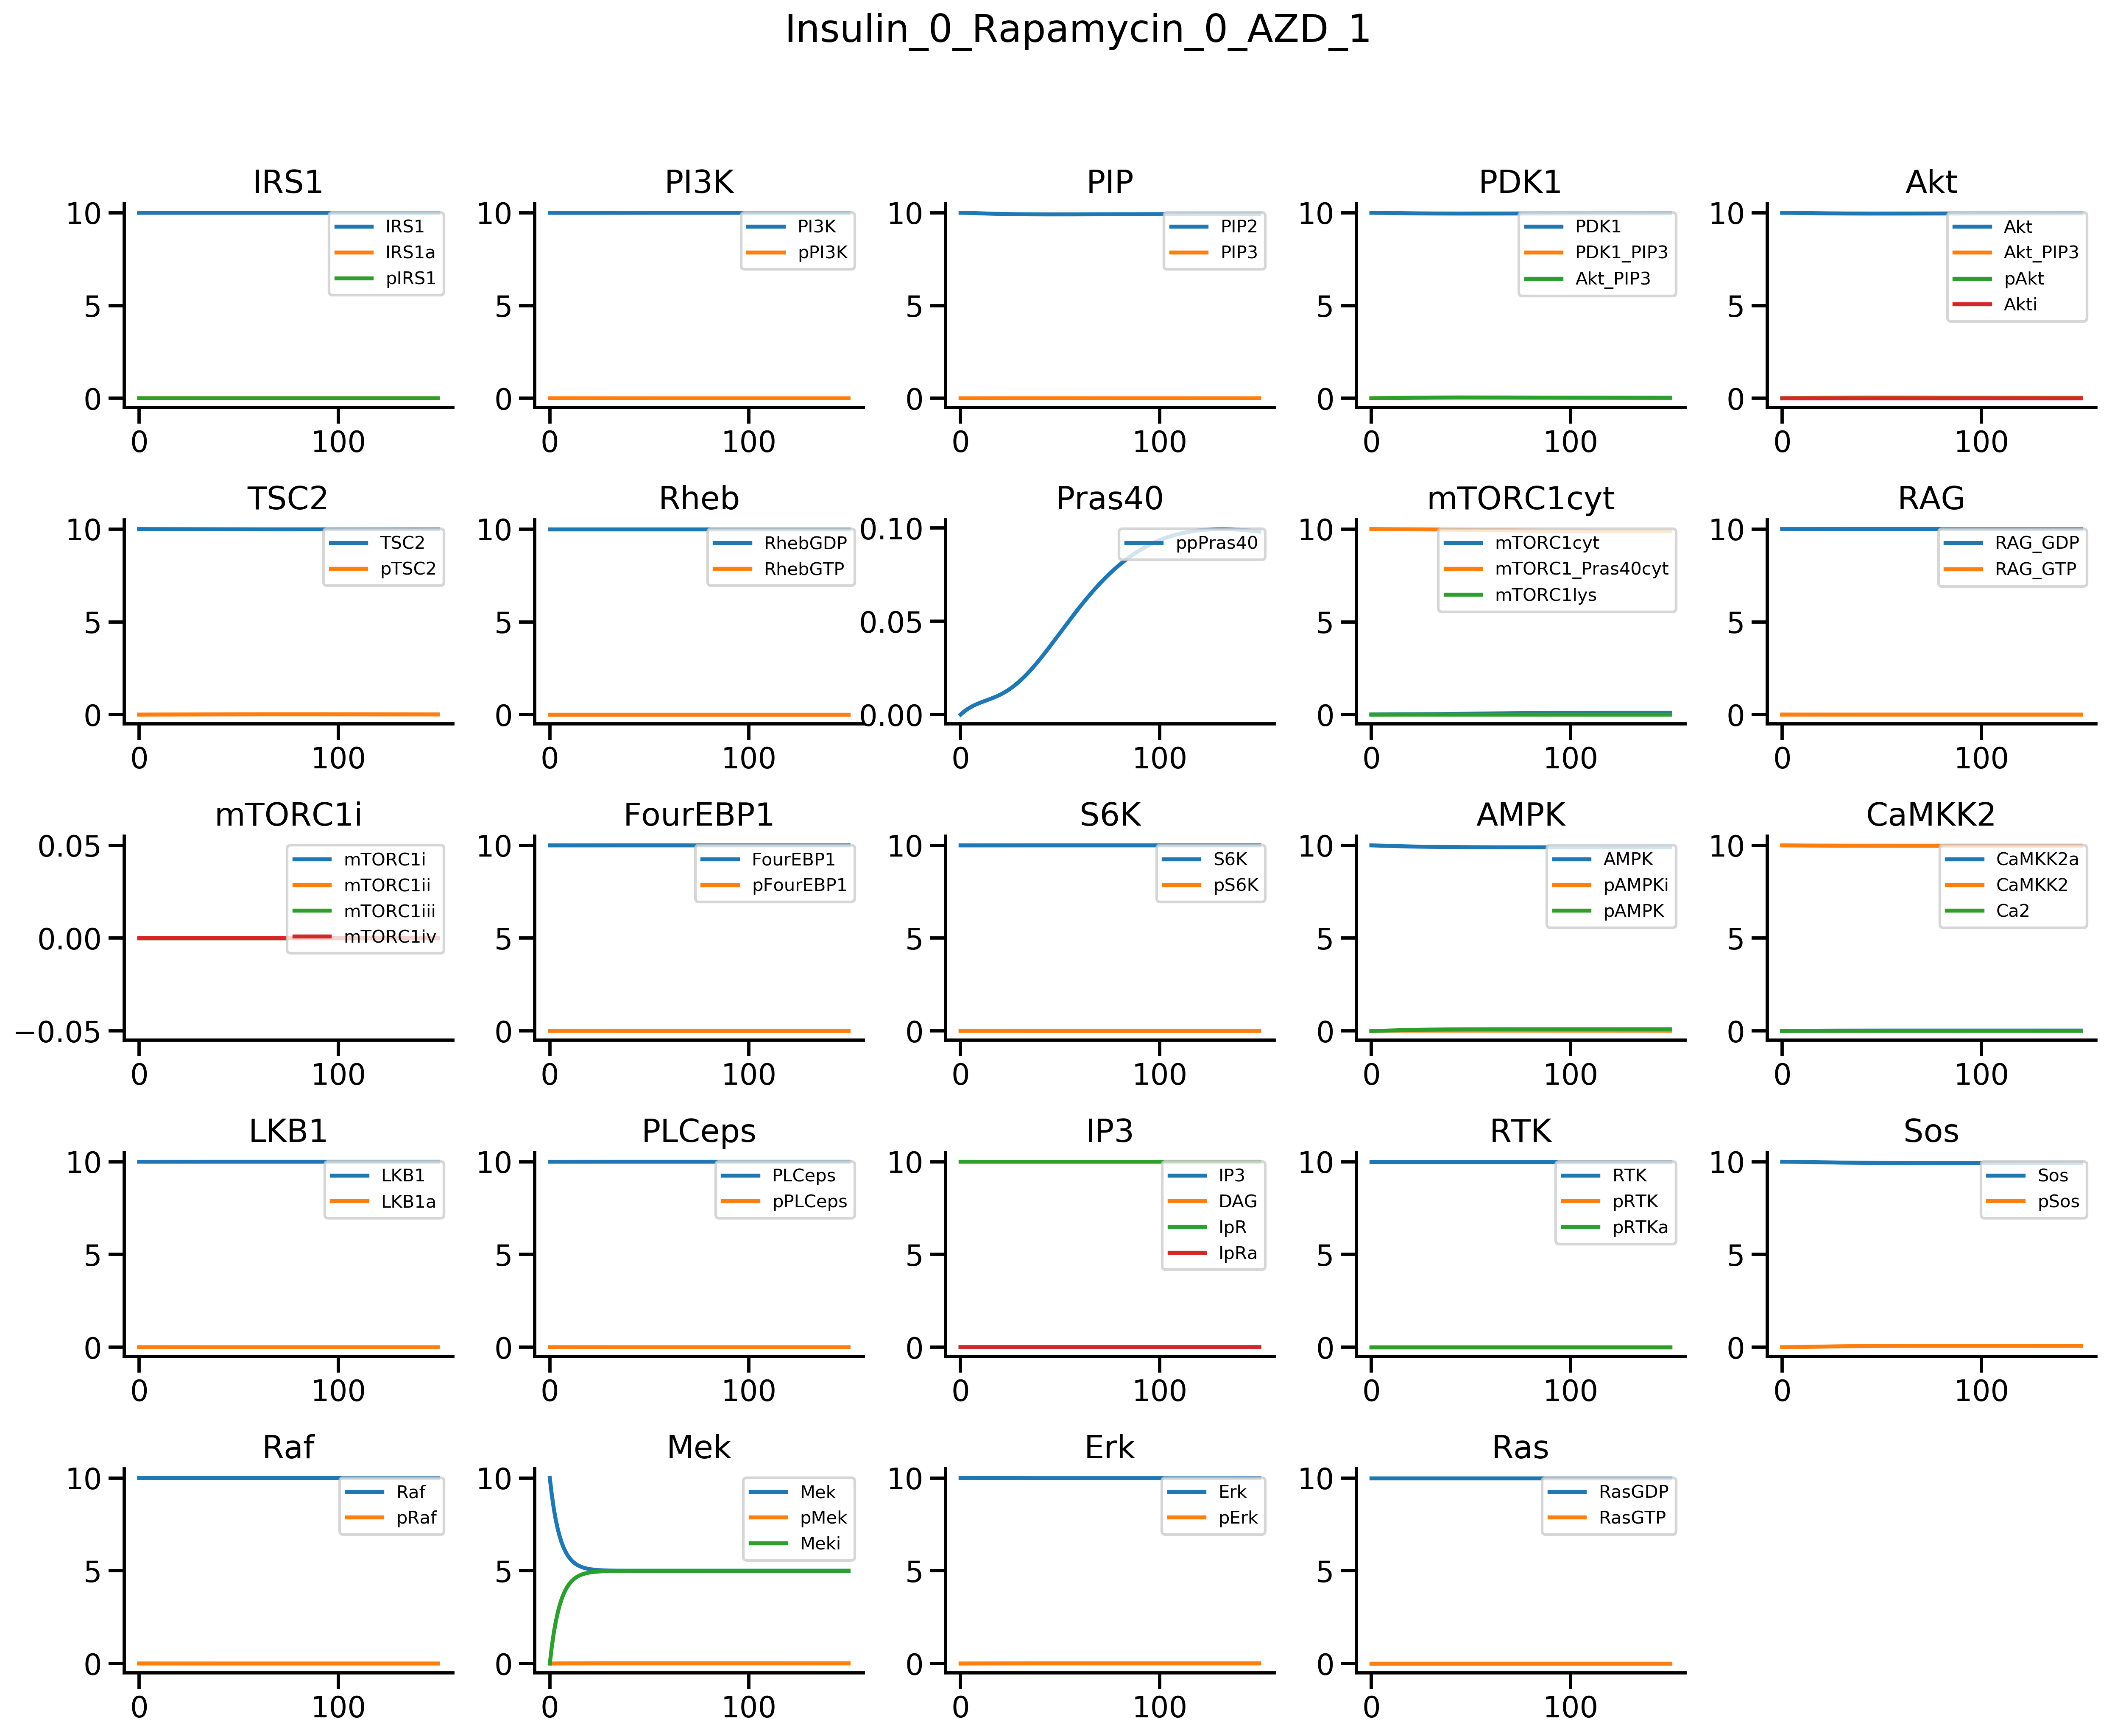 Insulin_0_Rapamycin_0_AZD_1
IRS1
10
5
0
0
100
IRS1
IRS1a
pIRS1
PI3K
10
5
0
0
100
PI3K
pPI3K
PIP
10
5
0
0
100
PIP2
PIP3
PDK1
10
5
0
0
100
PDK1
PDK1_PIP3
Akt_PIP3
Akt
10
5
0
0
100
Akt
Akt_PIP3
pAkt
Akti
TSC2
10
5
0
0
100
TSC2
pTSC2
Rheb
10
5
0
0
100
RhebGDP
RhebGTP
Pras40
0.10
0.05
0.00
0
100
ppPras40
mTORC1cyt
10
5
0
0
100
mTORC1cyt
mTORC1_Pras40cyt
mTORC1lys
RAG
10
5
0
0
100
RAG_GDP
RAG_GTP
mTORC1i
0.05
0.00
−0.05
0
100
mTORC1i
mTORC1ii
mTORC1iii
mTORC1iv
FourEBP1
10
5
0
0
100
FourEBP1
pFourEBP1
S6K
10
5
0
0
100
S6K
pS6K
AMPK
10
5
0
0
100
AMPK
pAMPKi
pAMPK
CaMKK2
10
5
0
0
100
CaMKK2a
CaMKK2
Ca2
LKB1
10
5
0
0
100
LKB1
LKB1a
PLCeps
10
5
0
0
100
PLCeps
pPLCeps
IP3
10
5
0
0
100
IP3
DAG
IpR
IpRa
RTK
10
5
0
0
100
RTK
pRTK
pRTKa
Sos
10
5
0
0
100
Sos
pSos
Raf
10
5
0
0
100
Raf
pRaf
Mek
10
5
0
0
100
Mek
pMek
Meki
Erk
10
5
0
0
100
Erk
pErk
Ras
10
5
0
0
100
RasGDP
RasGTP